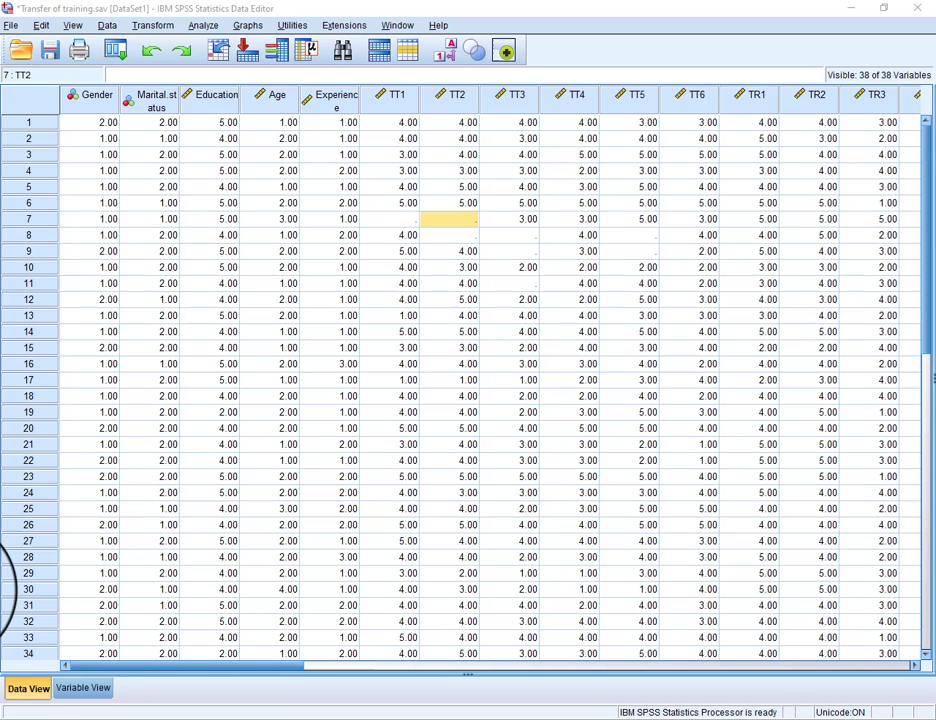 *Transfer of training.sav [DataSet1] - IBM SPSS Statistics Data Editor
File Edit View Data Transform Analyze Graphs Utilities Extensions Window Help
7 : TT2 Visible: 38 of 38 Variables
Gender Marital.status Education Age Experience TT1 TT2 TT3 TT4 TT5 TT6 TR1 TR2 TR3
1 2.00 2.00 5.00 1.00 1.00 4.00 4.00 4.00 4.00 3.00 3.00 4.00 4.00 3.00
2 1.00 1.00 4.00 2.00 1.00 4.00 4.00 3.00 4.00 4.00 4.00 5.00 3.00 2.00
3 1.00 2.00 5.00 2.00 1.00 3.00 4.00 4.00 5.00 5.00 5.00 5.00 4.00 3.00
4 1.00 2.00 4.00 2.00 2.00 3.00 3.00 3.00 2.00 3.00 3.00 3.00 3.00 3.00
5 1.00 2.00 4.00 2.00 1.00 4.00 5.00 4.00 3.00 5.00 4.00 4.00 4.00 2.00
6 1.00 1.00 5.00 2.00 2.00 5.00 5.00 5.00 5.00 5.00 5.00 5.00 5.00 1.00
7 1.00 2.00 5.00 3.00 1.00 . . 3.00 3.00 5.00 3.00 5.00 5.00 5.00
8 1.00 2.00 4.00 1.00 2.00 4.00 . . 4.00 . 4.00 4.00 5.00 2.00
9 2.00 2.00 5.00 2.00 2.00 5.00 4.00 . 3.00 . 2.00 5.00 4.00 2.00
10 1.00 2.00 5.00 2.00 1.00 4.00 3.00 2.00 2.00 2.00 2.00 3.00 3.00 2.00
11 1.00 2.00 4.00 2.00 1.00 4.00 4.00 . 4.00 4.00 2.00 3.00 4.00 3.00
12 2.00 1.00 4.00 2.00 1.00 4.00 5.00 2.00 2.00 5.00 3.00 4.00 3.00 4.00
13 1.00 2.00 5.00 2.00 1.00 1.00 4.00 4.00 4.00 3.00 3.00 3.00 4.00 2.00
14 1.00 2.00 4.00 1.00 1.00 5.00 5.00 4.00 4.00 5.00 4.00 5.00 4.00 2.00
15 2.00 2.00 4.00 1.00 1.00 3.00 3.00 2.00 4.00 3.00 4.00 2.00 2.00 4.00
16 1.00 1.00 5.00 2.00 3.00 4.00 4.00 3.00 3.00 4.00 2.00 4.00 4.00 4.00
17 1.00 2.00 5.00 1.00 1.00 1.00 1.00 1.00 2.00 3.00 4.00 2.00 3.00 4.00
18 1.00 2.00 4.00 2.00 2.00 4.00 4.00 2.00 2.00 4.00 3.00 4.00 4.00 2.00
19 1.00 2.00 2.00 2.00 1.00 4.00 4.00 2.00 3.00 5.00 4.00 4.00 5.00 1.00
20 2.00 2.00 4.00 2.00 1.00 5.00 5.00 4.00 5.00 5.00 4.00 4.00 4.00 2.00
21 1.00 2.00 4.00 1.00 2.00 3.00 4.00 3.00 3.00 2.00 1.00 5.00 5.00 3.00
22 2.00 2.00 5.00 1.00 1.00 4.00 4.00 3.00 3.00 2.00 1.00 5.00 5.00 3.00
23 2.00 2.00 5.00 2.00 2.00 5.00 5.00 5.00 5.00 5.00 4.00 5.00 5.00 1.00
24 1.00 2.00 5.00 2.00 2.00 4.00 3.00 3.00 3.00 4.00 4.00 5.00 4.00 2.00
25 1.00 1.00 4.00 3.00 2.00 4.00 4.00 2.00 3.00 5.00 4.00 4.00 4.00 2.00
26 2.00 1.00 4.00 2.00 2.00 5.00 5.00 4.00 4.00 4.00 3.00 4.00 4.00 3.00
27 1.00 2.00 5.00 2.00 1.00 5.00 4.00 4.00 4.00 4.00 3.00 4.00 4.00 2.00
28 1.00 1.00 4.00 2.00 3.00 4.00 4.00 2.00 3.00 4.00 3.00 5.00 4.00 2.00
29 1.00 2.00 4.00 2.00 1.00 3.00 2.00 1.00 1.00 3.00 4.00 5.00 5.00 3.00
30 2.00 1.00 4.00 4.00 1.00 4.00 3.00 2.00 1.00 1.00 4.00 5.00 5.00 2.00
31 2.00 1.00 5.00 2.00 2.00 4.00 4.00 4.00 2.00 4.00 3.00 4.00 4.00 3.00
32 2.00 2.00 5.00 2.00 2.00 4.00 4.00 3.00 4.00 4.00 3.00 4.00 4.00 2.00
33 1.00 2.00 4.00 2.00 1.00 5.00 4.00 4.00 4.00 4.00 3.00 4.00 4.00 1.00
34 2.00 2.00 2.00 1.00 2.00 4.00 5.00 3.00 4.00 5.00 4.00 4.00 4.00 3.00
Data View Variable View
IBM SPSS Statistics Processor is ready Unicode:ON